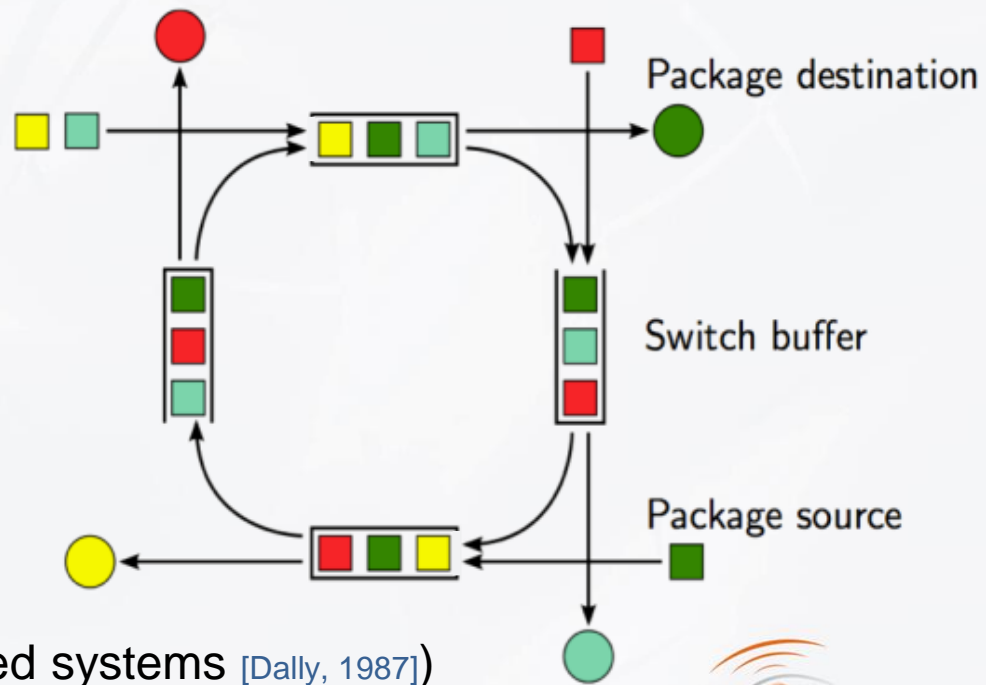 Package destination
Switch buffer
Package source
ed systems [Dally, 1987])